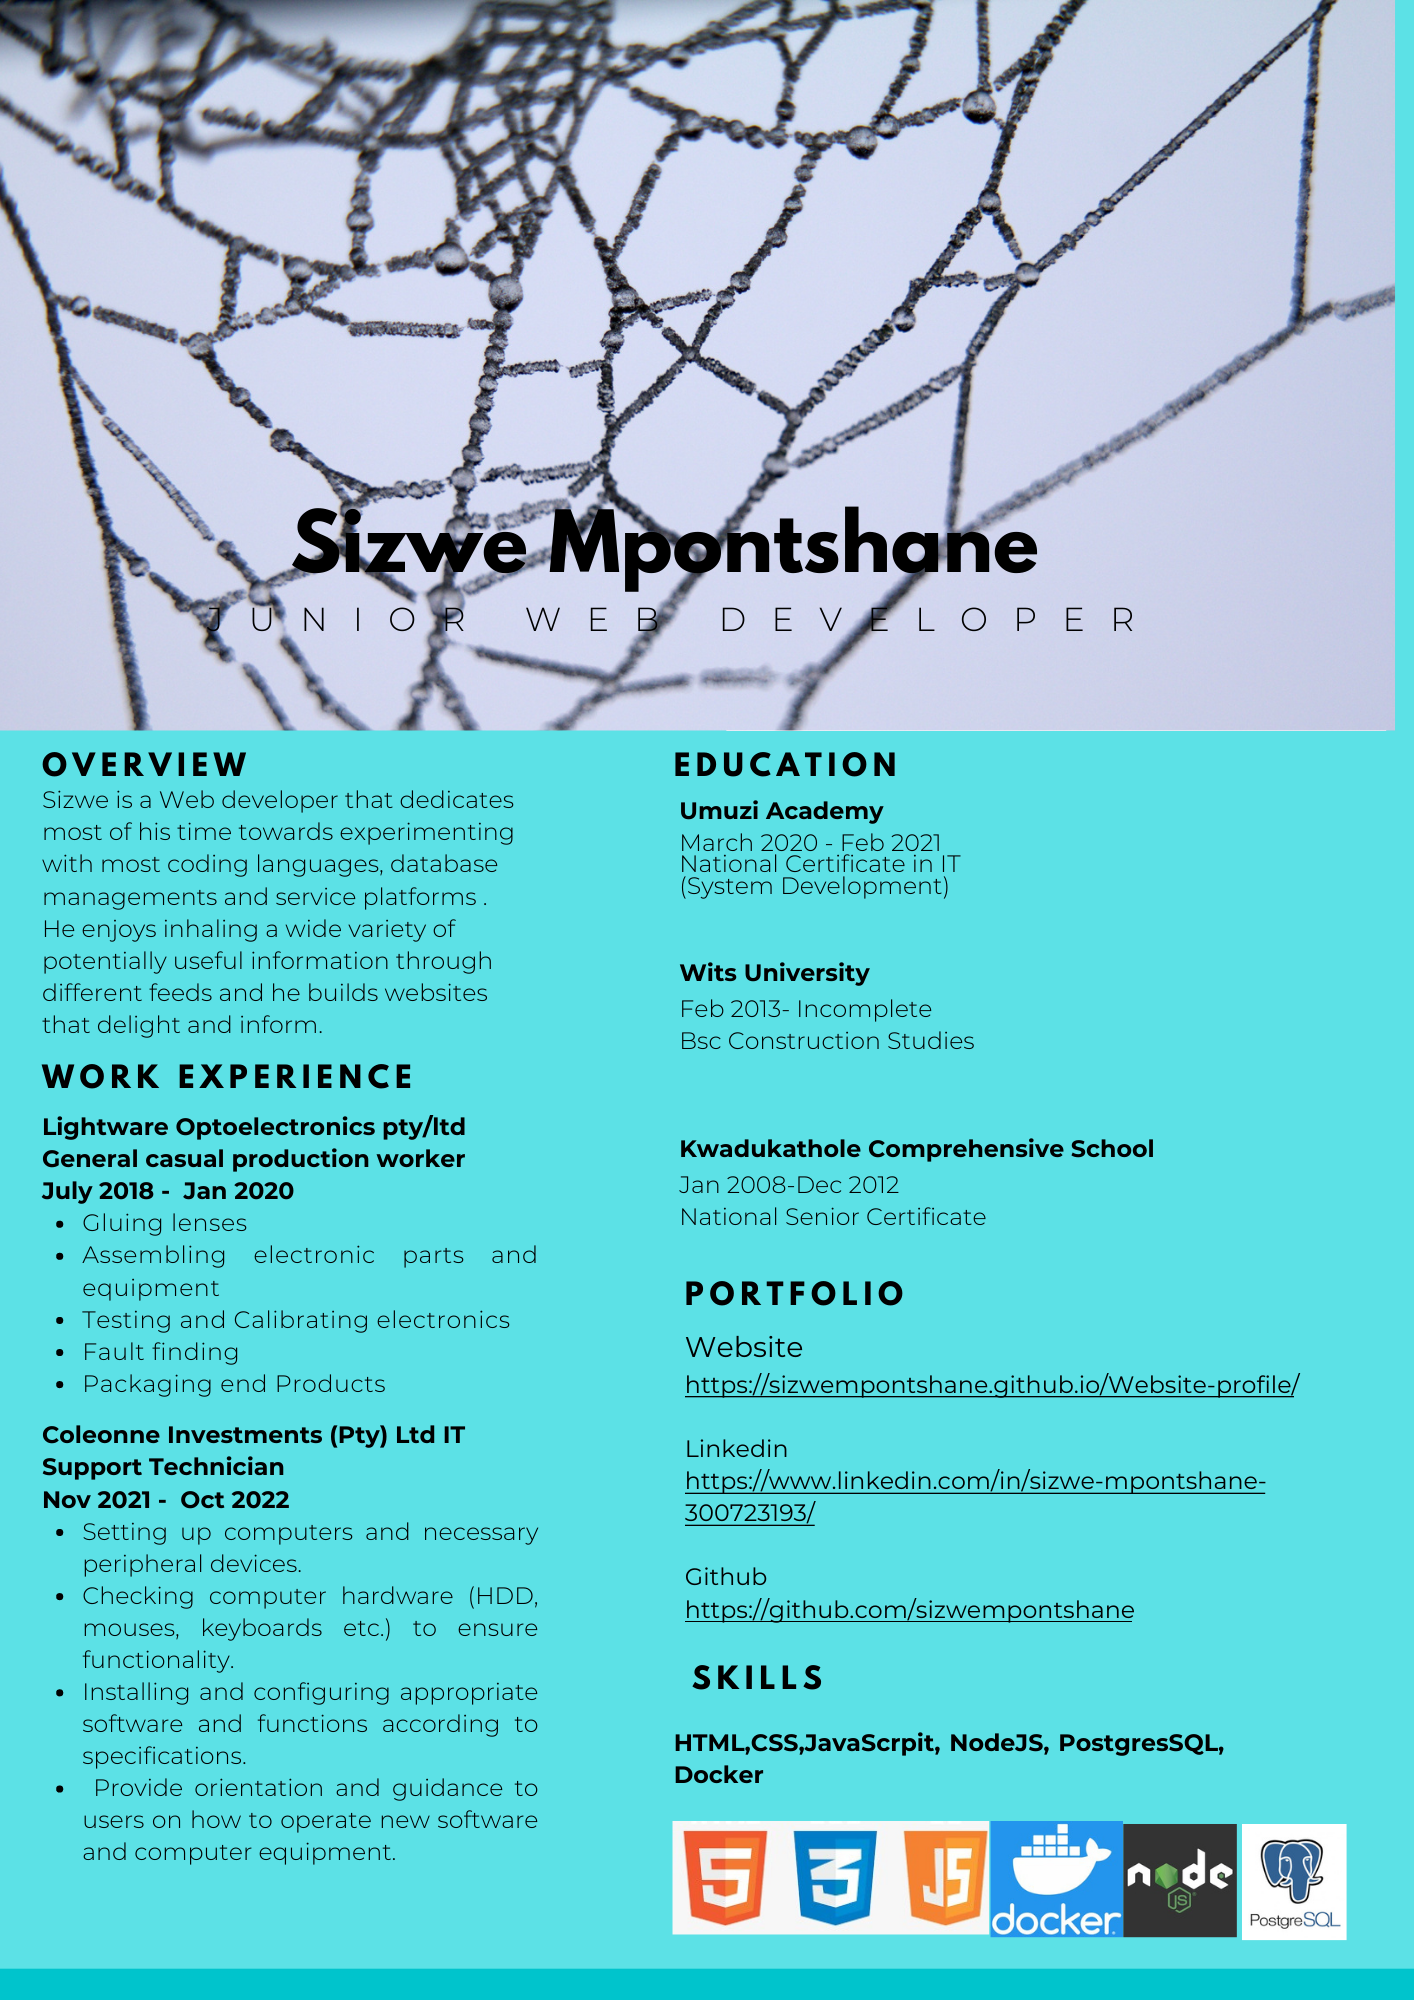 Sizwe Mpontshane
JUNIOR WEB DEVELOPER
OVERVIEW
Sizwe is a Web developer that dedicates
most of his time towards experimenting
with most coding languages, database
managements and service platforms .
He enjoys inhaling a wide variety of
potentially useful information through
different feeds and he builds websites
that delight and inform.
WORK EXPERIENCE
Lightware Optoelectronics pty/ltd
General casual production worker
July 2018 - Jan 2020
• Gluing lenses
• Assembling electronic parts and
equipment
• Testing and Calibrating electronics
• Fault finding
• Packaging end Products
Coleonne Investments (Pty) Ltd IT
Support Technician
Nov 2021 - Oct 2022
• Setting up computers and necessary
peripheral devices.
• Checking computer hardware (HDD,
mouses, keyboards etc.) to ensure
functionality.
• Installing and configuring appropriate
software and functions according to
specifications.
• Provide orientation and guidance to
users on how to operate new software
and computer equipment.
EDUCATION
Umuzi Academy
March 2020 - Feb 2021
National Certificate in IT
(System Development)
Wits University
Feb 2013- Incomplete
Bsc Construction Studies
Kwadukathole Comprehensive School
Jan 2008-Dec 2012
National Senior Certificate
PORTFOLIO
Website
https://sizwempontshane.github.io/Website-profile/
Linkedin
https://www.linkedin.com/in/sizwe-mpontshane-
300723193/
Github
https://github.com/sizwempontshane
SKILLS
HTML,CSS,JavaScrpit, NodeJS, PostgresSQL,
Docker
5 3 JS docker node JS PostgreSQL